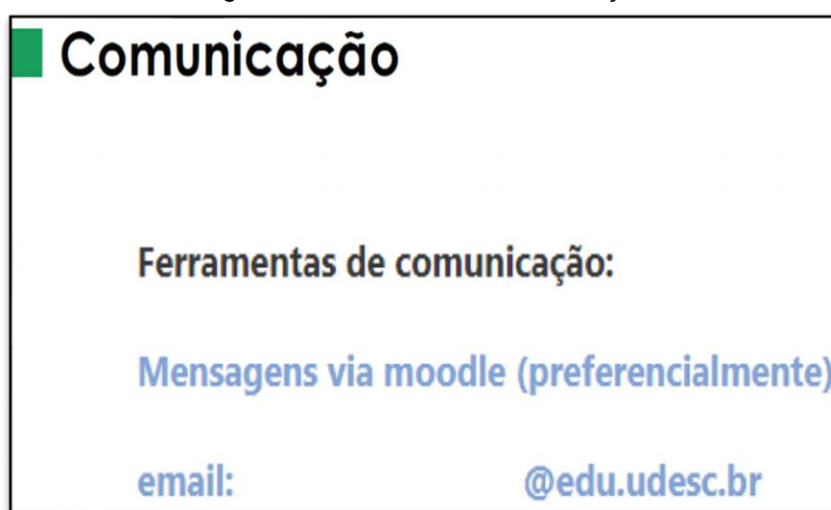 Comunicação
Ferramentas de comunicação:
Mensagens via moodle (preferencialmente)
email: @edu.udesc.br